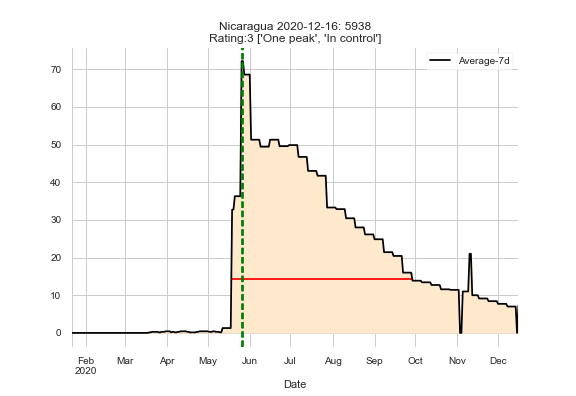 Nicaragua 2020-12-16: 5938
Rating:3 ['One peak', 'In control']
Average-7d
70
60
50
40
30
20
10
0
Feb Mar Apr May Jun Jul Aug Sep Oct Nov Dec
2020
Date